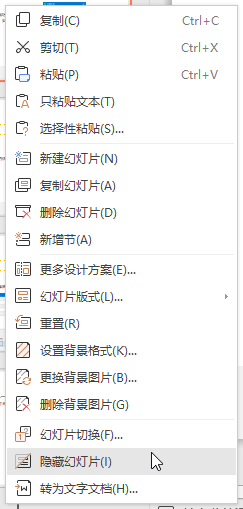 复制(C) Ctrl+C
剪切(T) Ctrl+X
粘贴(P) Ctrl+V
只粘贴文本(T)
选择性粘贴(S)...
新建幻灯片(N)
复制幻灯片(A)
删除幻灯片(D)
新增节(A)
更多设计方案(E)...
幻灯片版式(L)...
重置(R)
设置背景格式(K)...
更换背景图片(B)...
删除背景图片(G)
幻灯片切换(F)...
隐藏幻灯片(I)
转为文字文档(H)...